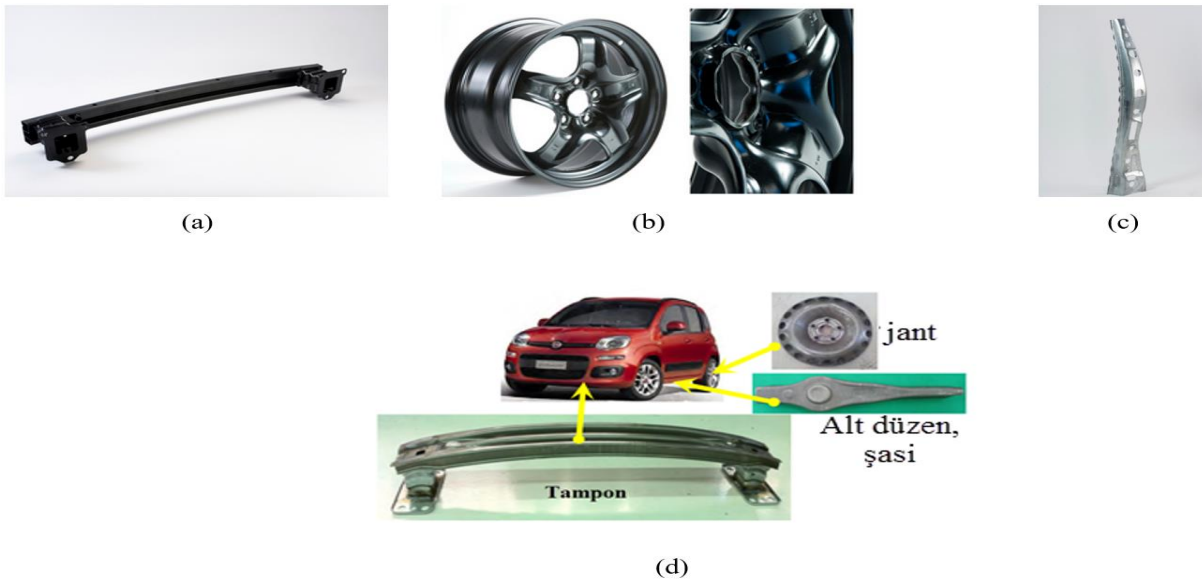 (a)
(b)
(c)
jant
Alt düzen,
şasi
Tampon
(d)